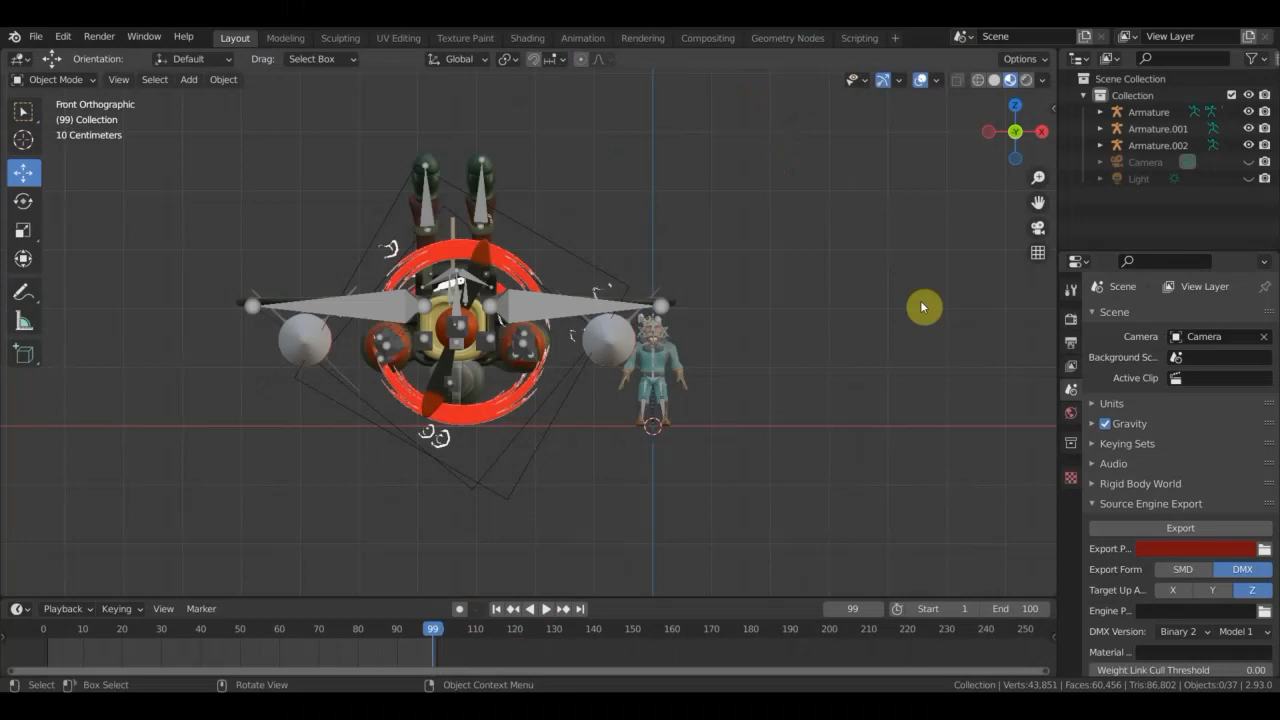 File Edit Render Window Help Layout Modeling Sculpting UV Editing Texture Paint Shading Animation Rendering Compositing Geometry Nodes Scripting + Scene View Layer
Orientation: Default Drag: Select Box Global Options
Object Mode View Select Add Object
Front Orthographic
(99) Collection
10 Centimeters
Z
X
Y
Scene Collection
Collection
Armature
Armature.001
Armature.002
Camera
Light
Scene View Layer
Scene
Camera Camera
Background Sc...
Active Clip
Units
Gravity
Keying Sets
Audio
Rigid Body World
Source Engine Export
Export
Export P...
Export Form SMD DMX
Target Up A... X Y Z
Engine P...
DMX Version: Binary 2 Model 1
Material ...
Weight Link Cull Threshold 0.00
Playback Keying View Marker 99 Start 1 End 100
0 10 20 30 40 50 60 70 80 90 99 110 120 130 140 150 160 170 180 190 200 210 220 230 240 250
Select Box Select Rotate View Object Context Menu Collection | Verts:43,851 | Faces:60,456 | Tris:86,802 | Objects:0/37 | 2.93.0